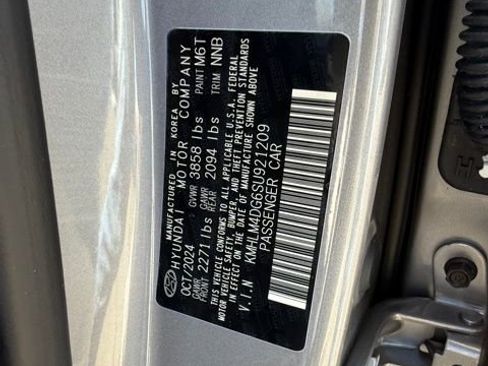 MANUFACTURED IN KOREA BY
HYUNDAI MOTOR COMPANY
OCT/2024 GVWR 3858 lbs PAINT M6T
GAWR FRONT 2271 lbs GAWR REAR 2094 lbs TRIM NNB
THIS VEHICLE CONFORMS TO ALL APPLICABLE U.S.A. FEDERAL
MOTOR VEHICLE SAFETY, BUMPER, AND THEFT PREVENTION STANDARDS
IN EFFECT ON THE DATE OF MANUFACTURE SHOWN ABOVE
V.I.N KMHLM4DG6SU921209
PASSENGER CAR